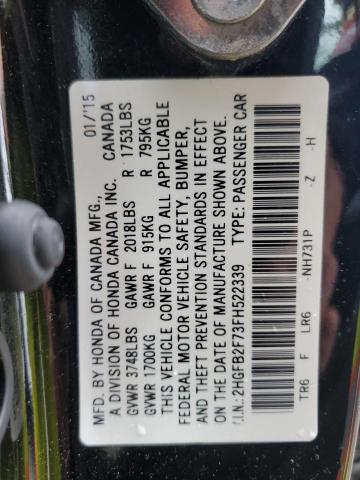 MFD. BY HONDA OF CANADA MFG., 01/'15
A DIVISION OF HONDA CANADA INC. CANADA
GVWR 3748LBS GAWR F 2018LBS R 1753LBS
GVWR 1700KG GAWR F 915KG R 795KG
THIS VEHICLE CONFORMS TO ALL APPLICABLE
FEDERAL MOTOR VEHICLE SAFETY, BUMPER,
AND THEFT PREVENTION STANDARDS IN EFFECT
ON THE DATE OF MANUFACTURE SHOWN ABOVE.
V.I.N.: 2HGFB2F73FH522339 TYPE: PASSENGER CAR
TR6 F LR6 -NH731P -Z -H